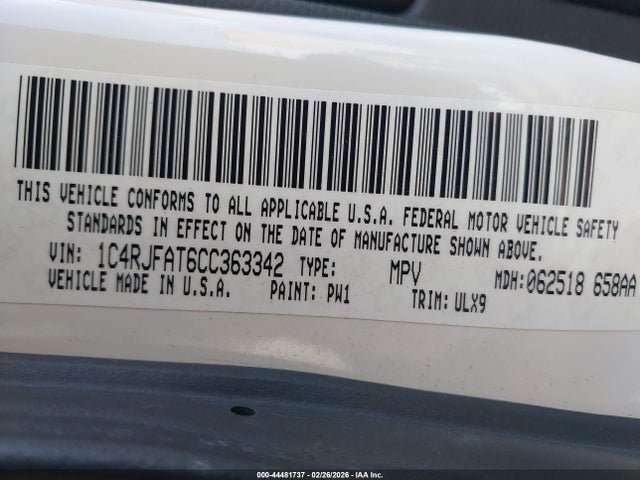 THIS VEHICLE CONFORMS TO ALL APPLICABLE U.S.A. FEDERAL MOTOR VEHICLE SAFETY
STANDARDS IN EFFECT ON THE DATE OF MANUFACTURE SHOWN ABOVE.
VIN: 1C4RJFAT6CC363342 TYPE: MPV MDH:062518 658AA
VEHICLE MADE IN U.S.A. PAINT: PW1 TRIM: ULX9
000-44481737 - 02/26/2026 - IAA Inc.